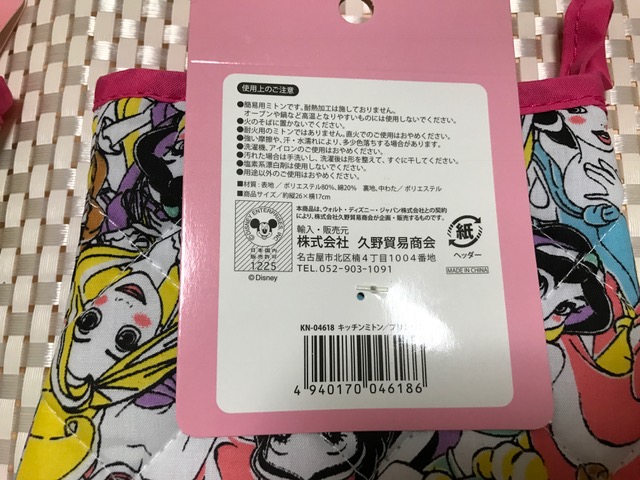 使用上のご注意
●簡易用ミトンです。耐熱加工は施しておりません。
オーブンや鍋など高温となりやすいものには使用しないでください。
●火のそばに置かないでください。
●耐火用のミトンではありません。直火でのご使用はおやめください。
●強い摩擦や、汗・水濡れにより、多少色落ちする場合があります。
●洗濯機、アイロンのご使用はおやめください。
●汚れた場合は手洗いし、洗濯後は形を整えて、すぐに干してください。
●塩素系漂白剤は使用しないでください。
●用途以外のご使用はおやめください。
■材質：表地／ポリエステル80%、綿20%　裏地、中わた／ポリエステル
■商品サイズ／約縦26×横17cm
DISNEY ENTERPRISES
日本国内
販売許可
1225
©Disney
本商品は、ウォルト・ディズニー・ジャパン株式会社との契約
により、株式会社久野貿易商会が企画・販売するものです。
輸入・販売元
株式会社 久野貿易商会
名古屋市北区楠4丁目1004番地
TEL.052-903-1091
紙
ヘッダー
MADE IN CHINA
KN-04618 キッチンミトン/プリ
4 940170 046186